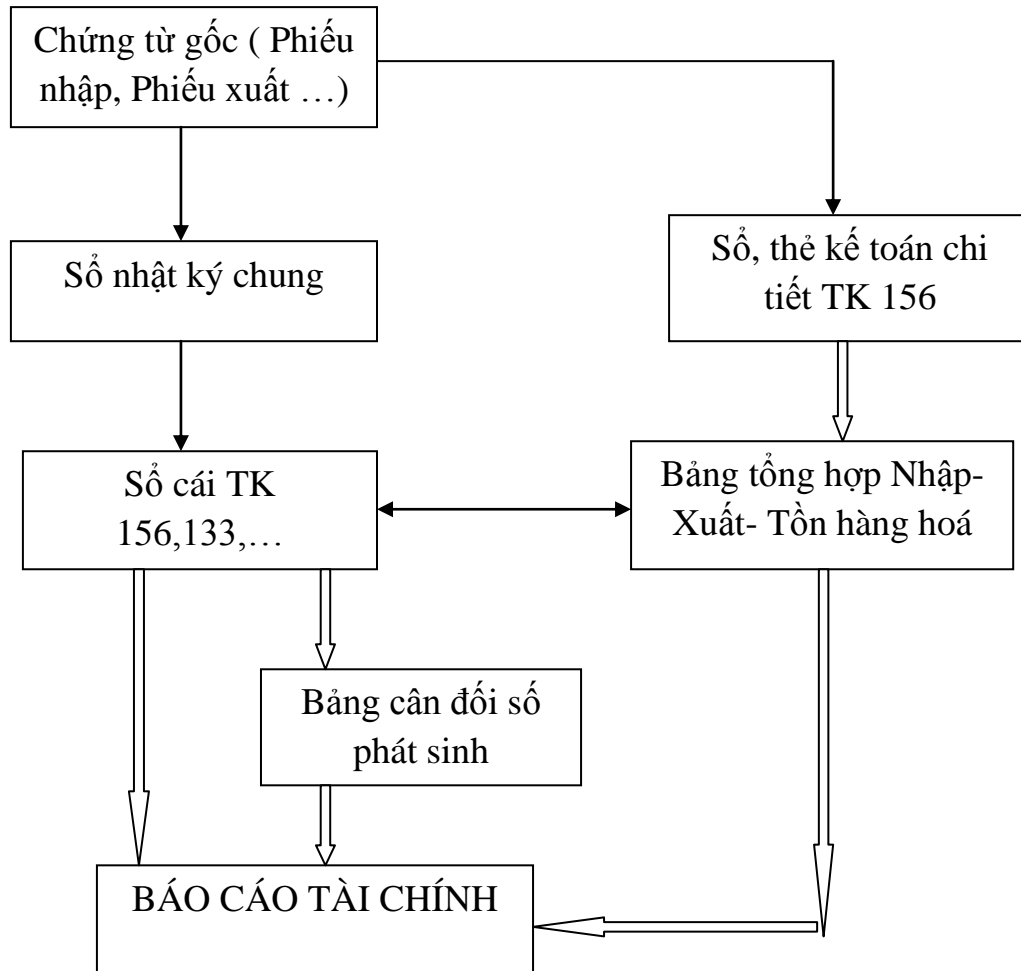 Chứng từ gốc ( Phiếu
nhập, Phiếu xuất …)
Sổ nhật ký chung
Sổ, thẻ kế toán chi
tiết TK 156
Sổ cái TK
156,133,…
Bảng tổng hợp Nhập-
Xuất- Tồn hàng hoá
Bảng cân đối số
phát sinh
BÁO CÁO TÀI CHÍNH